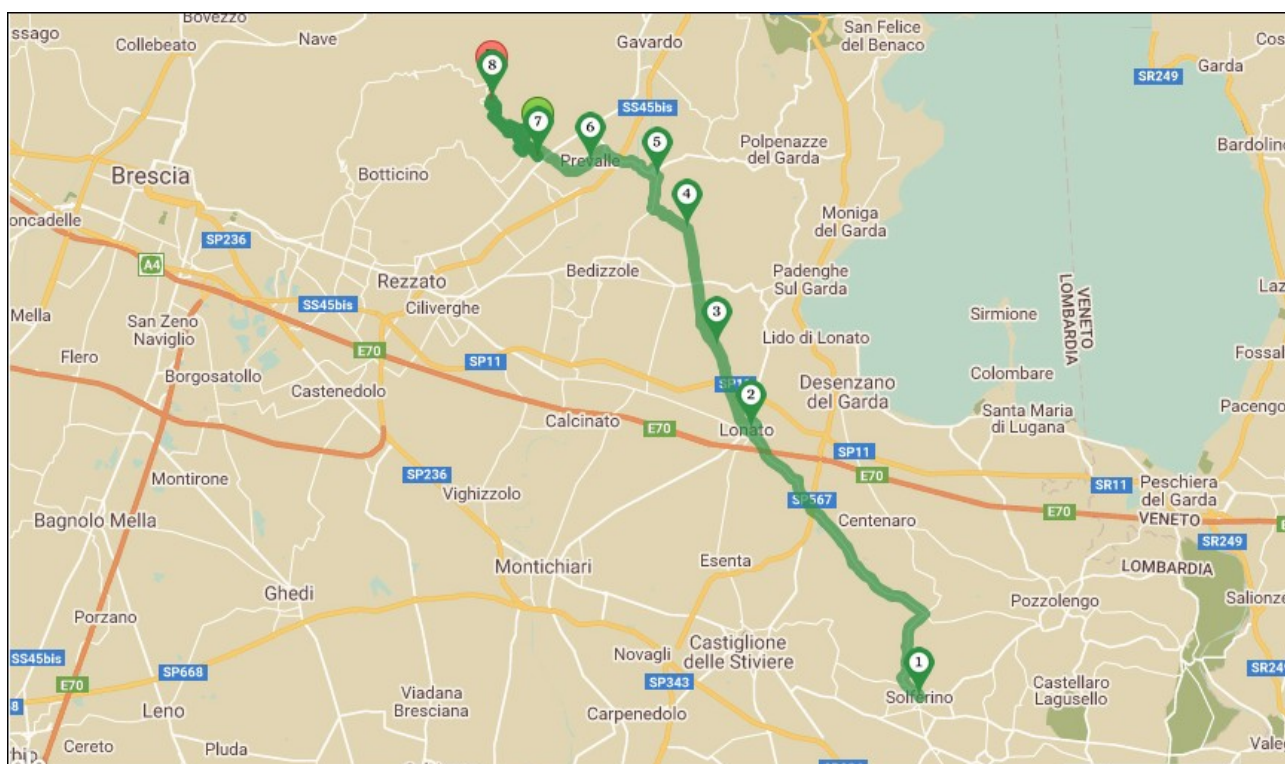 Bovezzo
ssago
Collebeato
Nave
Gavardo
San Felice
del Benaco
Cos
Garda
SR249
8
7
6
5
SS45bis
Prevalle
Polpenazze
del Garda
Bardolino
Brescia
Botticino
4
oncadelle
SP236
Moniga
del Garda
A4
Rezzato
Bedizzole
Padenghe
Sul Garda
VENETO
LOMBARDIA
Laz
Mella
SS45bis
Ciliverghe
San Zeno
Naviglio
3
Sirmione
Lido di Lonato
Flero
E70
SP11
Fossal
Borgosatollo
Castenedolo
Colombare
Desenzano
del Garda
2
Calcinato
E70
Lonato
Santa Maria
di Lugana
Pacengo
SP11
E70
Montirone
SP236
Vighizzolo
SP567
SR11
Peschiera
del Garda
Bagnolo Mella
Centenaro
E70
VENETO
SR249
Montichiari
Esenta
LOMBARDIA
Ghedi
Pozzolengo
Salionze
Porzano
SS45bis
SP668
Novagli
Castiglione
delle Stiviere
1
E70
SP343
Solferino
Castellaro
Lagusello
SR249
Leno
Viadana
Bresciana
Carpenedolo
8
Cereto
Pluda
Valeg